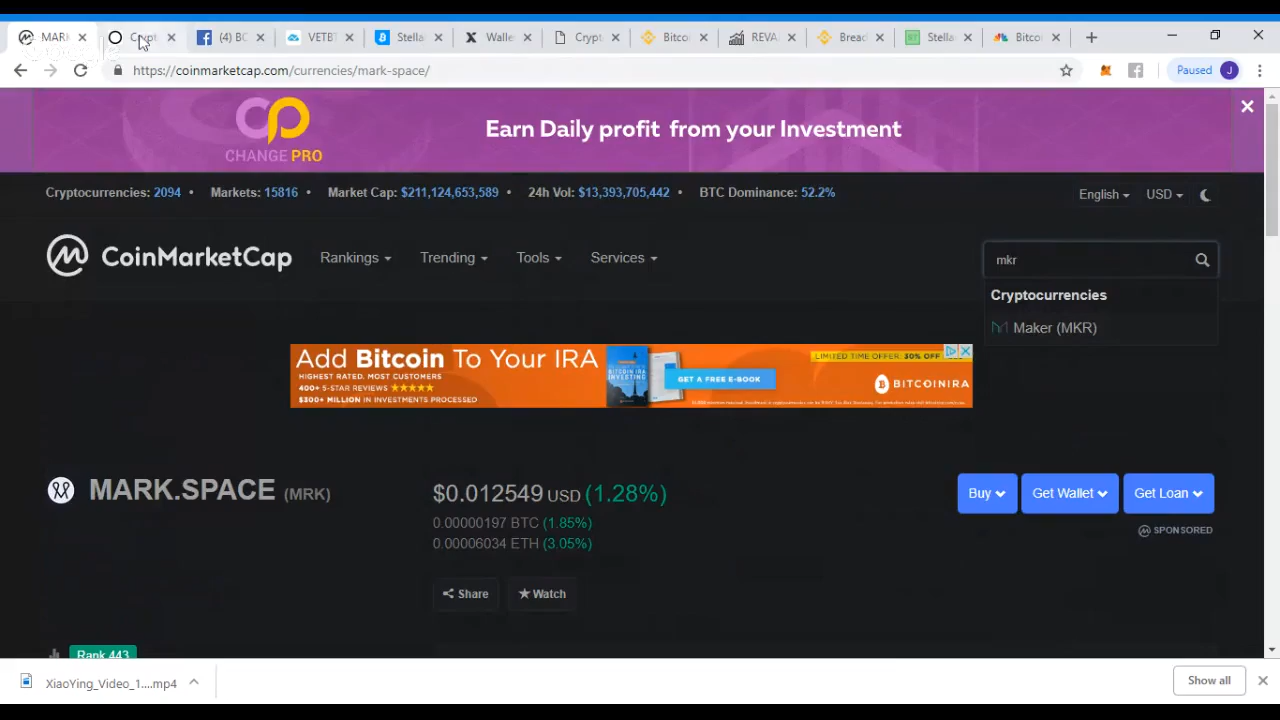 MARK
Crypt
(4) BC
VETBT
Stella
Walle
Crypt
Bitco
REVA
Breac
Stella
Bitco
https://coinmarketcap.com/currencies/mark-space/
Paused
J
CHANGE PRO
Earn Daily profit from your Investment
Cryptocurrencies: 2094 • Markets: 15816 • Market Cap: $211,124,653,589 • 24h Vol: $13,393,705,442 • BTC Dominance: 52.2%
English
USD
CoinMarketCap
Rankings
Trending
Tools
Services
mkr
Cryptocurrencies
Maker (MKR)
Add Bitcoin To Your IRA
HIGHEST RATED. MOST CUSTOMERS
400+ 5-STAR REVIEWS ★★★★★
$300+ MILLION IN INVESTMENTS PROCESSED
GET A FREE E-BOOK
LIMITED TIME OFFER: 30% OFF
BITCOINIRA
MARK.SPACE (MRK)
$0.012549 USD (1.28%)
0.00000197 BTC (1.85%)
0.00006034 ETH (3.05%)
Buy
Get Wallet
Get Loan
SPONSORED
Share
Watch
Rank 443
XiaoYing_Video_1....mp4
Show all